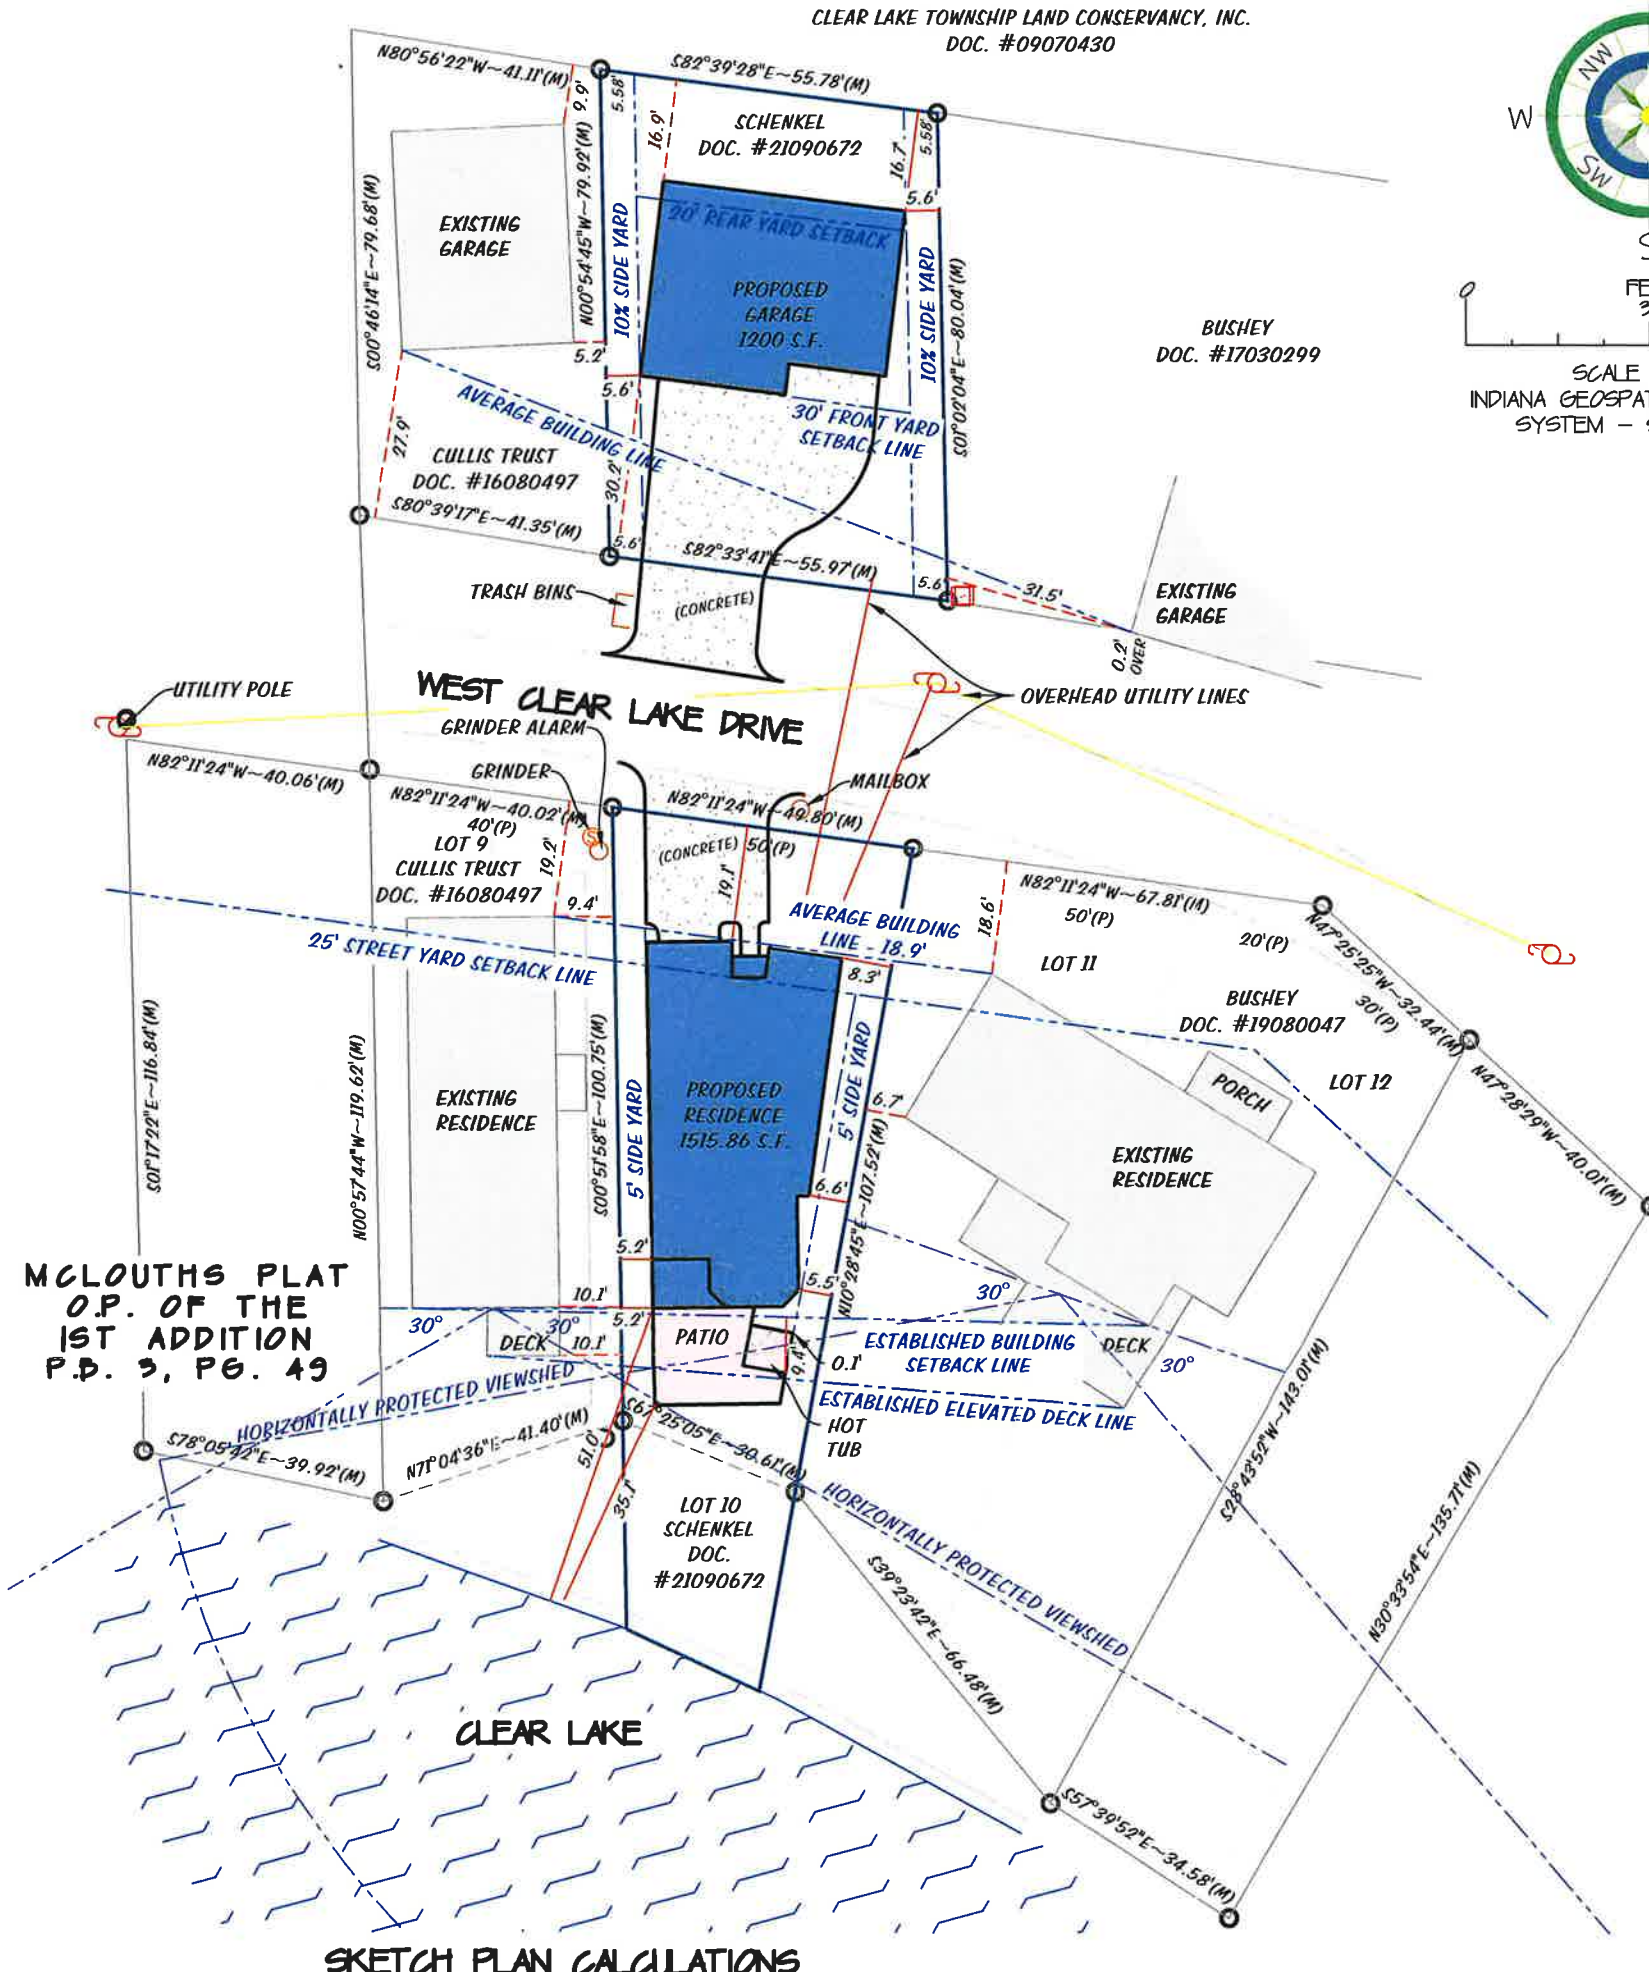 CLEAR LAKE TOWNSHIP LAND CONSERVANCY, INC.
DOC. #09070430
N80°56'22"W~41.11'(M)
S82°39'28"E~55.78'(M)
NW
W
SW
9.9'
5.58'
16.9'
SCHENKEL
DOC. #21090672
16.7'
5.58'
5.6'
S00°46'14"E~79.68'(M)
EXISTING
GARAGE
N00°54'45"W~79.92'(M)
10% SIDE YARD
20' REAR YARD SETBACK
PROPOSED
GARAGE
1200 S.F.
10% SIDE YARD
S01°02'04"E~80.04'(M)
BUSHEY
DOC. #17030299
SCALE
INDIANA GEOSPAT
SYSTEM –
5.2'
5.6'
AVERAGE BUILDING LINE
30' FRONT YARD
SETBACK LINE
27.9'
CULLIS TRUST
DOC. #16080497
30.2'
S80°39'17"E~41.35'(M)
5.6'
S82°33'41"E~55.97'(M)
5.6'
31.5'
EXISTING
GARAGE
0.2'
OVER
TRASH BINS
(CONCRETE)
UTILITY POLE
WEST CLEAR LAKE DRIVE
OVERHEAD UTILITY LINES
GRINDER ALARM
GRINDER
MAILBOX
N82°11'24"W~40.06'(M)
N82°11'24"W~40.02'(M)
40'(P)
LOT 9
CULLIS TRUST
DOC. #16080497
19.2'
S
9.4'
N82°11'24"W~49.80'(M)
(CONCRETE)
50'(P)
19.1'
AVERAGE BUILDING
LINE - 18.9'
18.6'
N82°11'24"W~67.81'(M)
50'(P)
20'(P)
LOT 11
N47°25'25"W~32.44'(M)
30'(P)
25' STREET YARD SETBACK LINE
8.3'
BUSHEY
DOC. #19080047
LOT 12
N47°28'29"W~40.01'(M)
S01°17'22"E~116.84'(M)
N00°57'44"W~119.62'(M)
EXISTING
RESIDENCE
S00°51'58"E~100.75'(M)
5' SIDE YARD
PROPOSED
RESIDENCE
1515.86 S.F.
5' SIDE YARD
6.7'
PORCH
EXISTING
RESIDENCE
6.6'
N10°28'45"E~107.52'(M)
5.2'
5.5'
MCLOUTHS PLAT
O.P. OF THE
1ST ADDITION
P.B. 3, PG. 49
10.1'
5.2'
30°
30°
DECK
10.1'
PATIO
9.4'
0.1'
30°
ESTABLISHED BUILDING
SETBACK LINE
DECK
30°
ESTABLISHED ELEVATED DECK LINE
HOT
TUB
HORIZONTALLY PROTECTED VIEWSHED
S78°05'42"E~39.92'(M)
N71°04'36"E~41.40'(M)
51.0'
35.1'
S67°25'05"E~30.61'(M)
LOT 10
SCHENKEL
DOC.
#21090672
HORIZONTALLY PROTECTED VIEWSHED
S39°23'42"E~66.48'(M)
S28°43'52"W~143.01'(M)
N30°33'54"E~135.71'(M)
CLEAR LAKE
S57°39'52"E~34.58'(M)
SKETCH PLAN CALCULATIONS